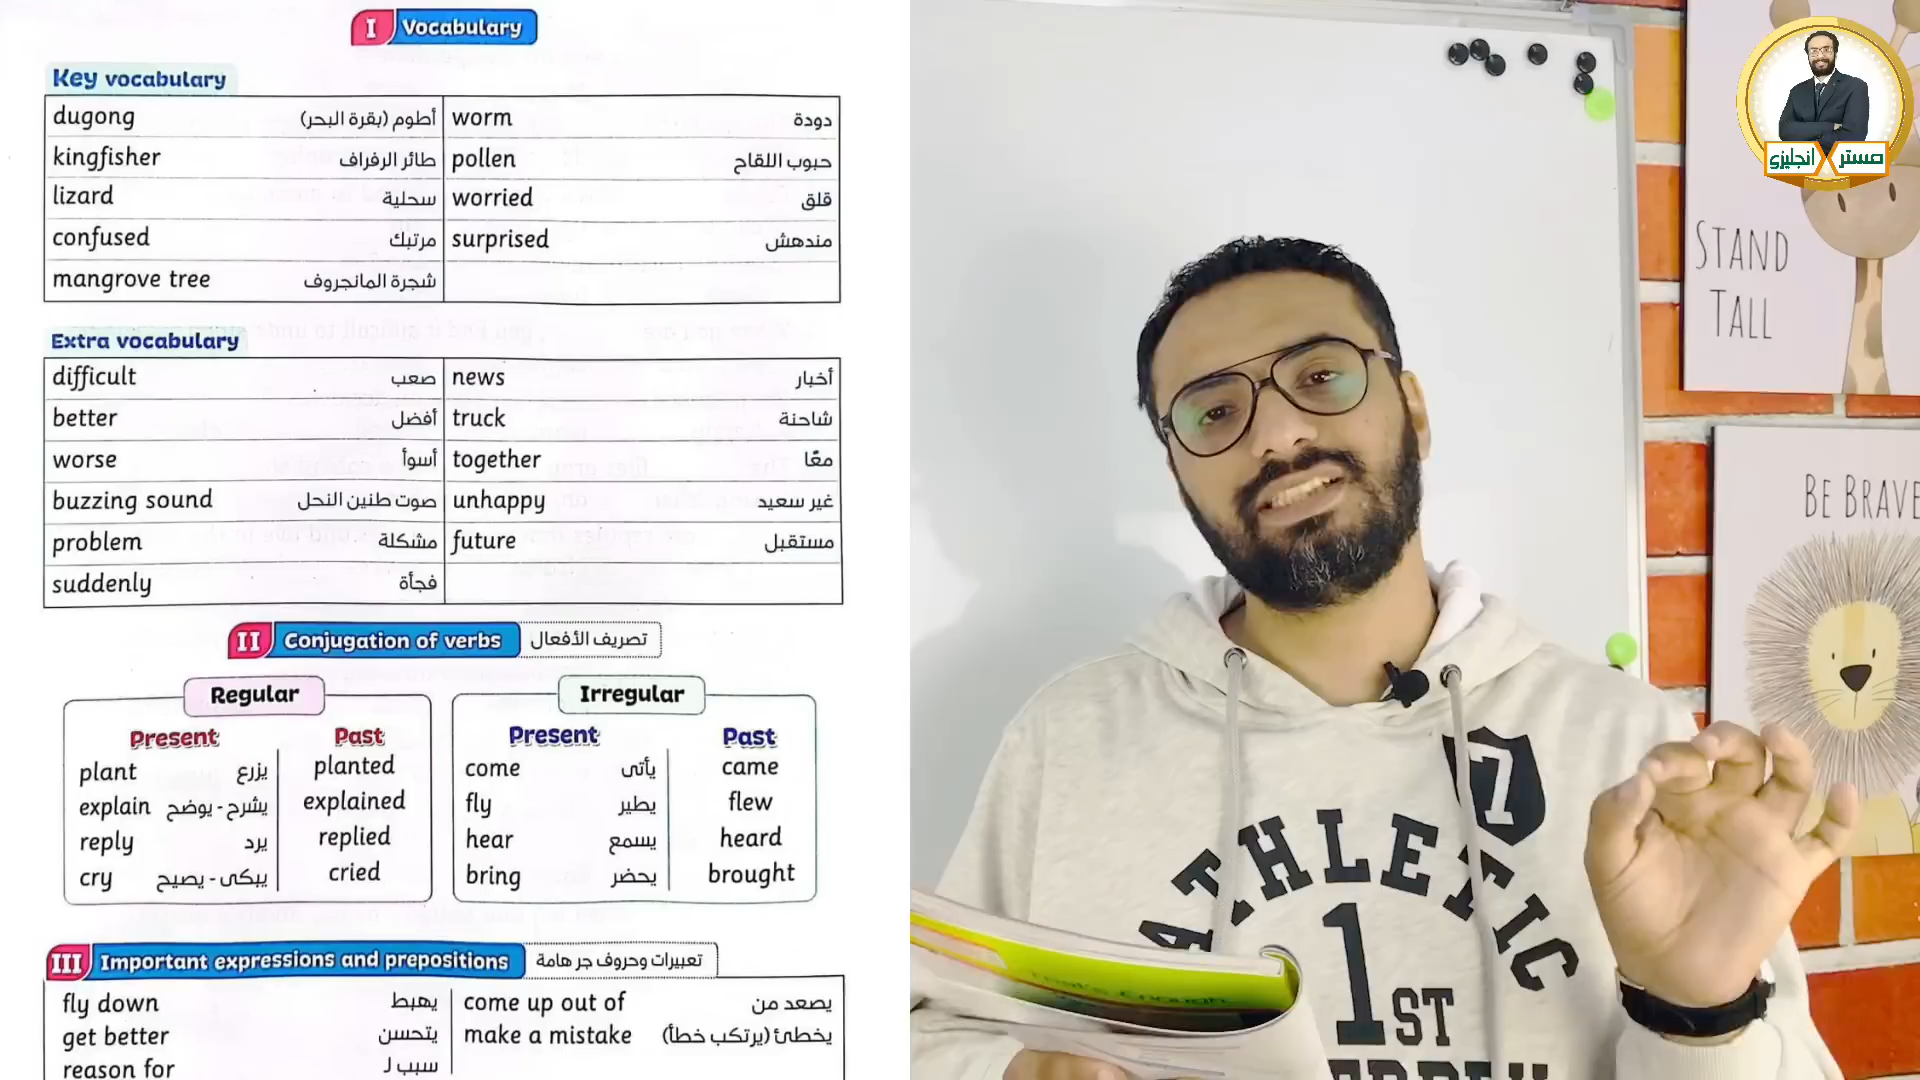 I Vocabulary
Key vocabulary
dugong أطوم (بقرة البحر) worm دودة
kingfisher طائر الرفراف pollen حبوب اللقاح
lizard سحلية worried قلق
confused مرتبك surprised مندهش
mangrove tree شجرة المانجروف
Extra vocabulary
difficult صعب news أخبار
better أفضل truck شاحنة
worse أسوأ together معًا
buzzing sound صوت طنين النحل unhappy غير سعيد
problem مشكلة future مستقبل
suddenly فجأة
II Conjugation of verbs تصريف الأفعال
Regular
Present Past
plant يزرع planted
explain يشرح - يوضح explained
reply يرد replied
cry يبكى - يصيح cried
Irregular
Present Past
come يأتى came
fly يطير flew
hear يسمع heard
bring يحضر brought
III Important expressions and prepositions تعبيرات وحروف جر هامة
fly down يهبط come up out of يصعد من
get better يتحسن make a mistake يخطئ (يرتكب خطأ)
reason for سبب لـ
مستر X انجليزي
STAND
TALL
BE BRAVE
7
ATHLETIC
1ST